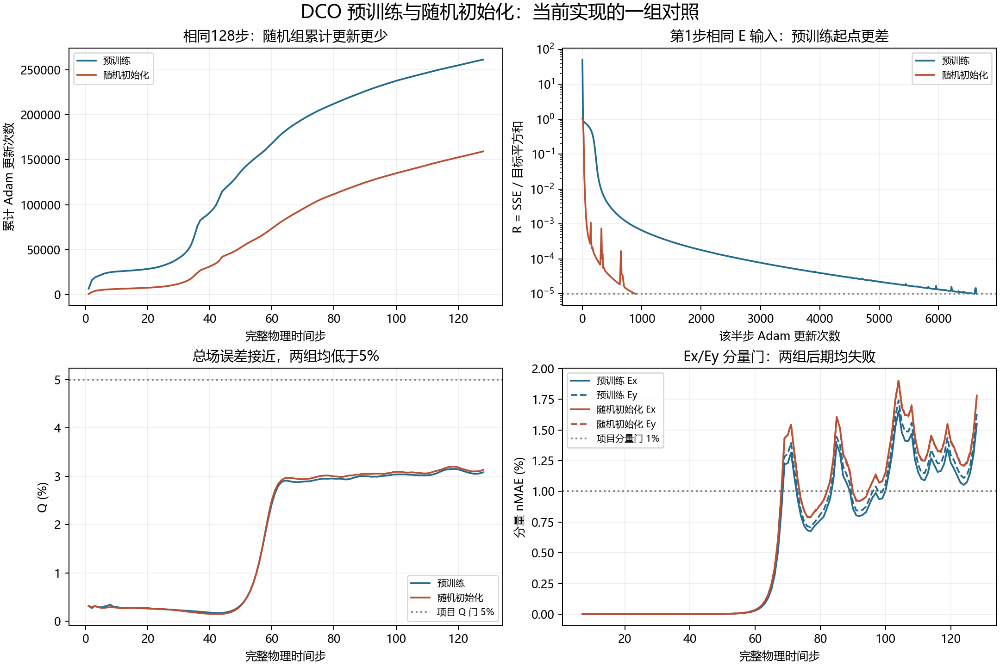 DCO 预训练与随机初始化：当前实现的一组对照
相同128步：随机组累计更新更少
预训练
随机初始化
累计 Adam 更新次数
250000
200000
150000
100000
50000
0
0 20 40 60 80 100 120
完整物理时间步
第1步相同 E 输入：预训练起点更差
预训练
随机初始化
R = SSE / 目标平方和
10²
10¹
10⁰
10⁻¹
10⁻²
10⁻³
10⁻⁴
10⁻⁵
0 1000 2000 3000 4000 5000 6000
该半步 Adam 更新次数
总场误差接近，两组均低于5%
Q (%)
5
4
3
2
1
0
预训练
随机初始化
项目 Q 门 5%
0 20 40 60 80 100 120
完整物理时间步
Ex/Ey 分量门：两组后期均失败
预训练 Ex
预训练 Ey
随机初始化 Ex
随机初始化 Ey
项目分量门 1%
分量 nMAE (%)
2.00
1.75
1.50
1.25
1.00
0.75
0.50
0.25
0.00
20 40 60 80 100 120
完整物理时间步